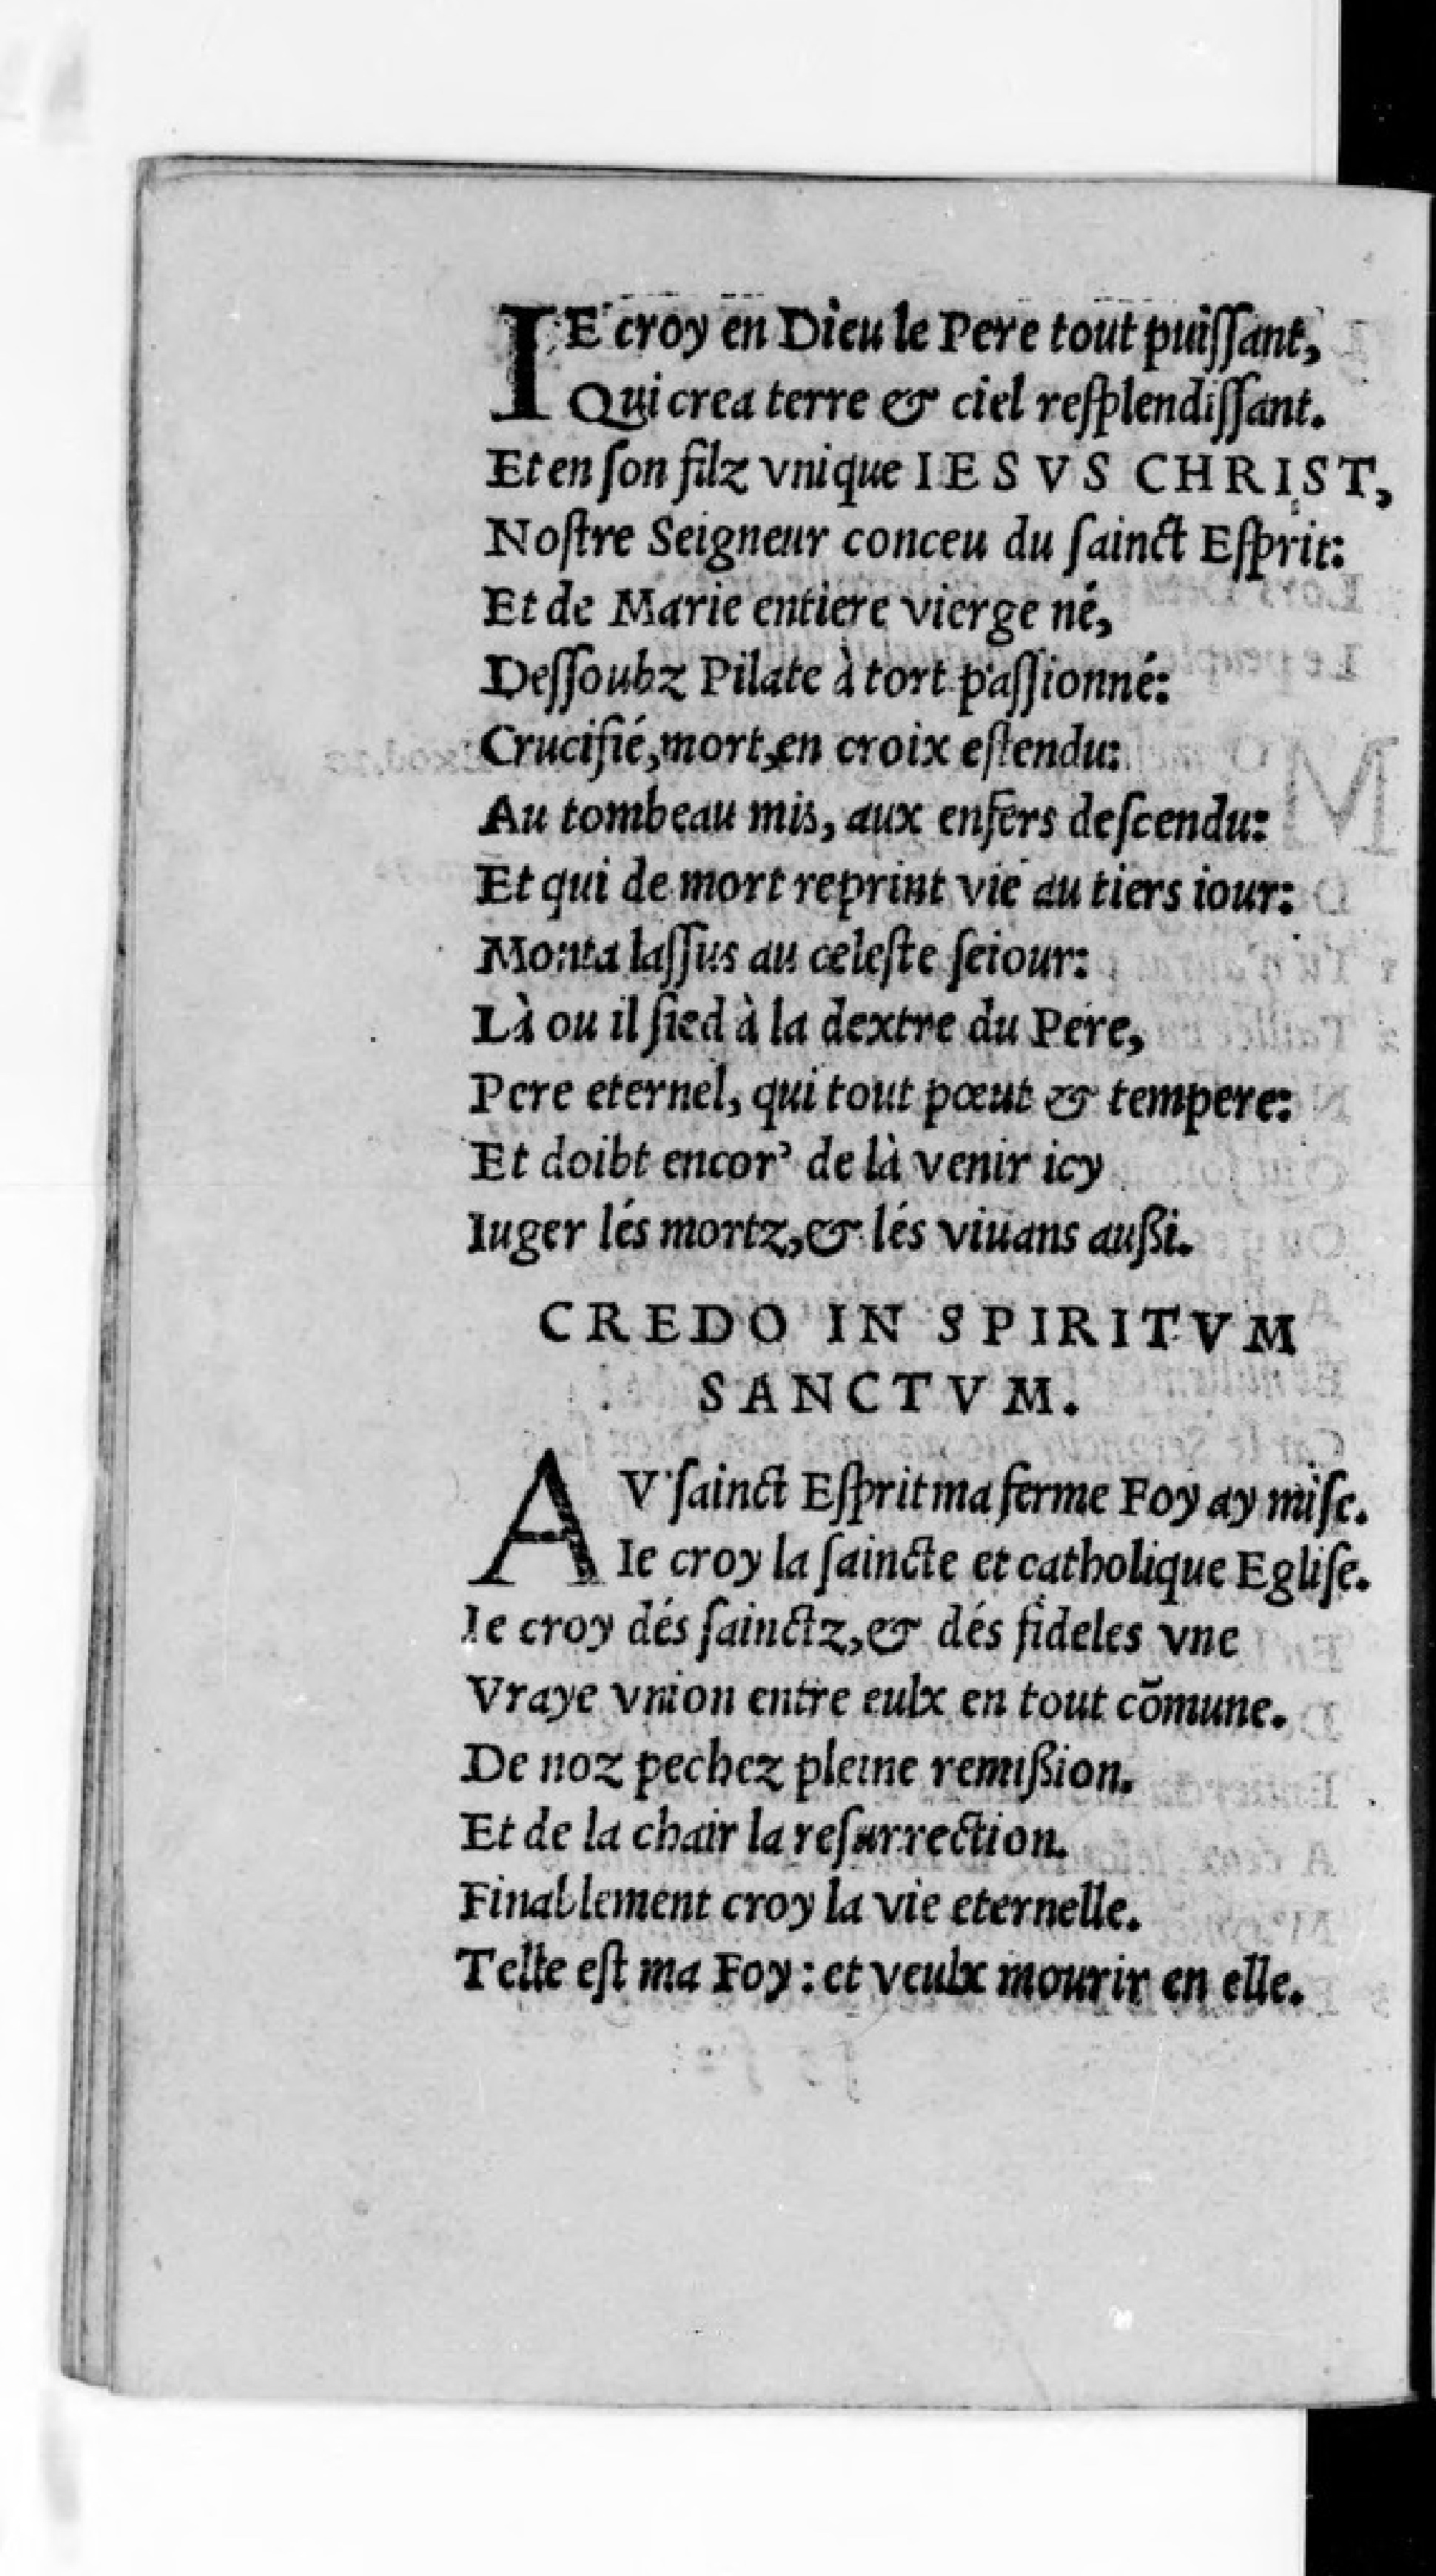 IE croy en Dieu le Pere tout puiſſant,
Qui crea terre & ciel reſplendiſſant.
Et en ſon filz vnique IESVS CHRIST,
Noſtre Seigneur conceu du ſainct Eſprit:
Et de Marie entiere vierge né,
Deſſoubz Pilate à tort paſſionné:
Crucifié, mort, en croix eſtendu:
Au tombeau mis, aux enfers deſcendu:
Et qui de mort reprint vie au tiers iour:
Monta laſſus au celeſte ſeiour:
Là ou il ſied à la dextre du Pere,
Pere eternel, qui tout pœut & tempere:
Et doibt encor' de là venir icy
Iuger lés mortz, & lés viuans außi.
CREDO IN SPIRITVM
SANCTVM.
AV ſainct Eſprit ma ferme Foy ay miſe.
Ie croy la ſaincte et catholique Egliſe.
Ie croy dés ſainctz, & dés fideles vne
Vraye vnion entre eulx en tout cõmune.
De noz pechez pleine remißion.
Et de la chair la reſurrection.
Finallement croy la vie eternelle.
Telle eſt ma Foy: et veulx mourir en elle.